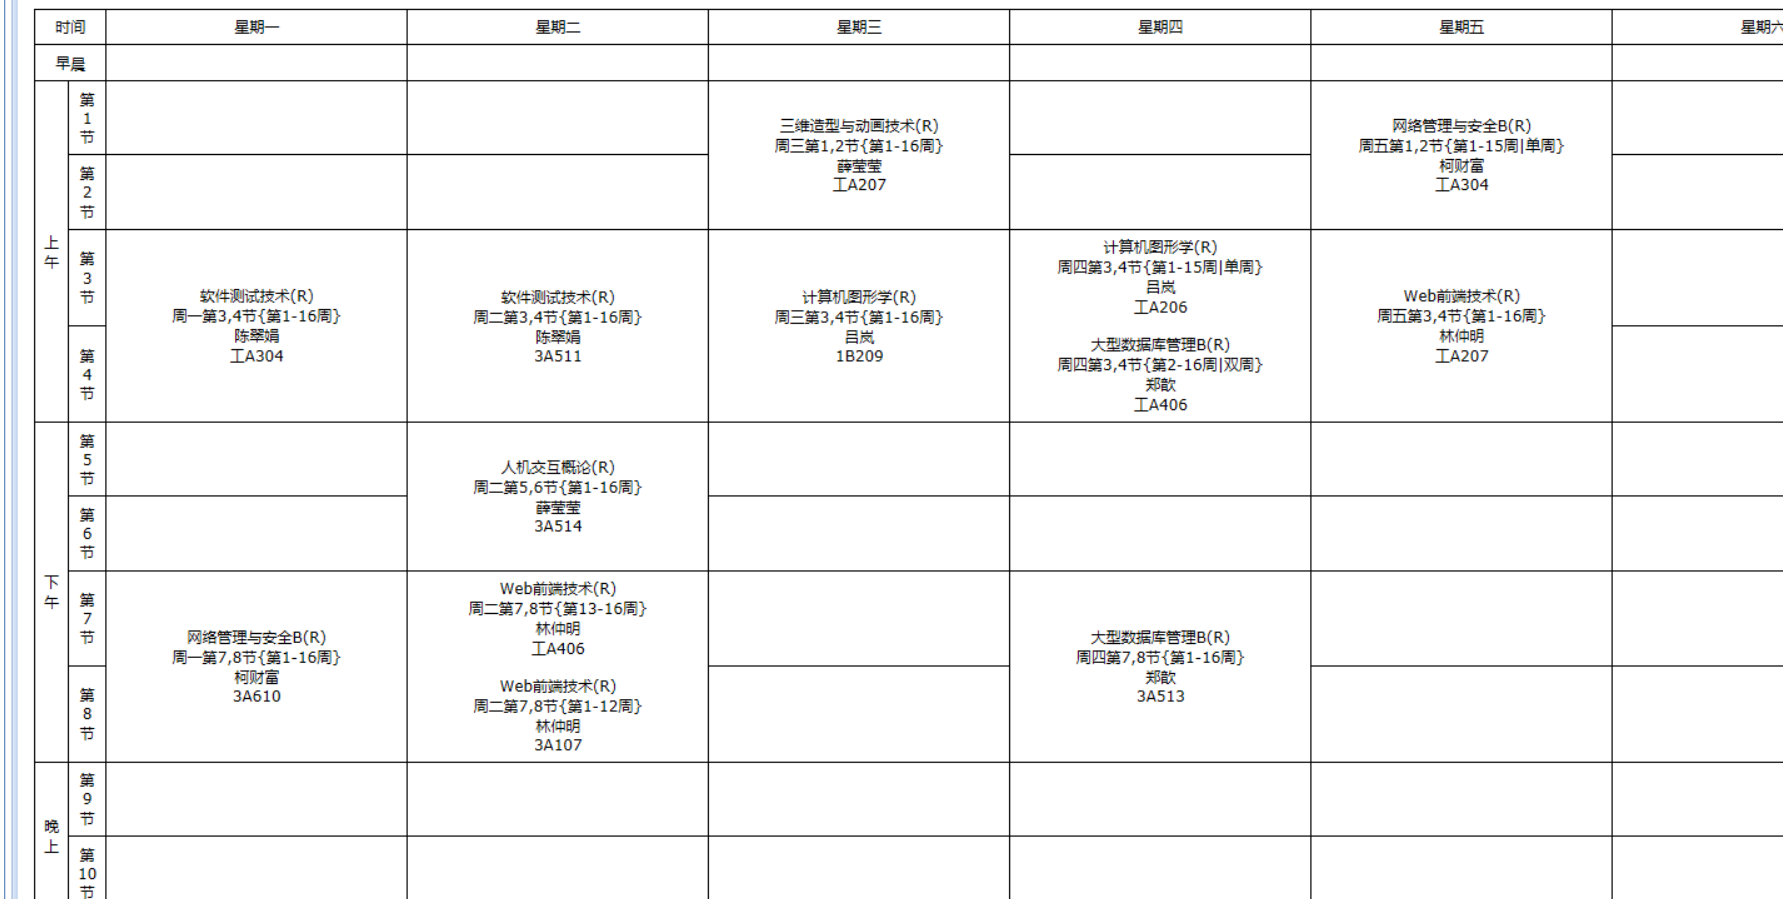 时间
星期一
星期二
星期三
星期四
星期五
星期六
早晨
上
午
第
1
节
三维造型与动画技术(R)
周三第1,2节{第1-16周}
薛莹莹
工A207
网络管理与安全B(R)
周五第1,2节{第1-15周|单周}
柯财富
工A304
第
2
节
第
3
节
软件测试技术(R)
周一第3,4节{第1-16周}
陈翠娟
工A304
软件测试技术(R)
周二第3,4节{第1-16周}
陈翠娟
3A511
计算机图形学(R)
周三第3,4节{第1-16周}
吕岚
1B209
计算机图形学(R)
周四第3,4节{第1-15周|单周}
吕岚
工A206
大型数据库管理B(R)
周四第3,4节{第2-16周|双周}
郑歆
工A406
Web前端技术(R)
周五第3,4节{第1-16周}
林仲明
工A207
第
4
节
下
午
第
5
节
人机交互概论(R)
周二第5,6节{第1-16周}
薛莹莹
3A514
第
6
节
第
7
节
网络管理与安全B(R)
周一第7,8节{第1-16周}
柯财富
3A610
Web前端技术(R)
周二第7,8节{第13-16周}
林仲明
工A406
Web前端技术(R)
周二第7,8节{第1-12周}
林仲明
3A107
大型数据库管理B(R)
周四第7,8节{第1-16周}
郑歆
3A513
第
8
节
晚
上
第
9
节
第
10
节